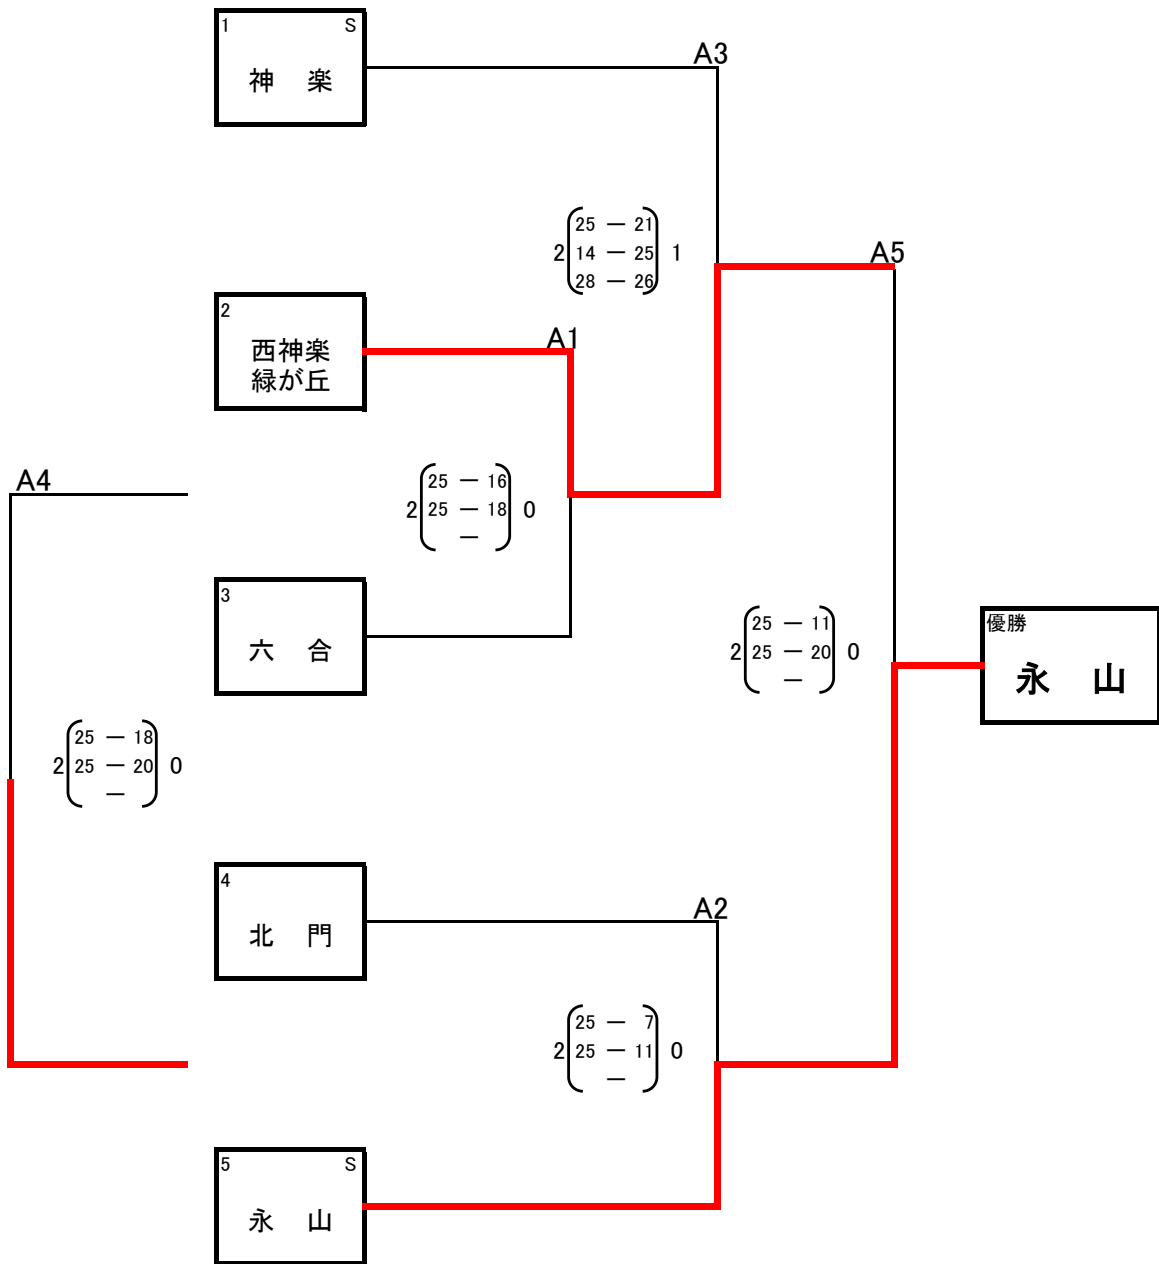 1 S
神 楽
A3
25 － 21
2 14 － 25 1
28 － 26
A5
2
西神楽
緑が丘
A1
A4
25 － 16
2 25 － 18 0
－
3
六 合
25 － 11
2 25 － 20 0
－
優勝
永 山
25 － 18
2 25 － 20 0
－
4
北 門
A2
25 － 7
2 25 － 11 0
－
5 S
永 山